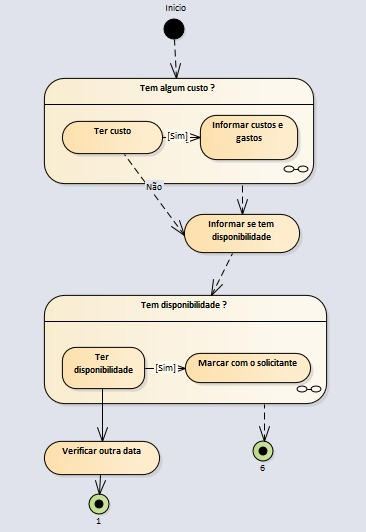 Inicio
Tem algum custo ?
Ter custo
[Sim]
Informar custos e
gastos
Não
Informar se tem
disponibilidade
Tem disponibilidade ?
Ter
disponibilidade
[Sim]
Marcar com o solicitante
Verificar outra data
6
1